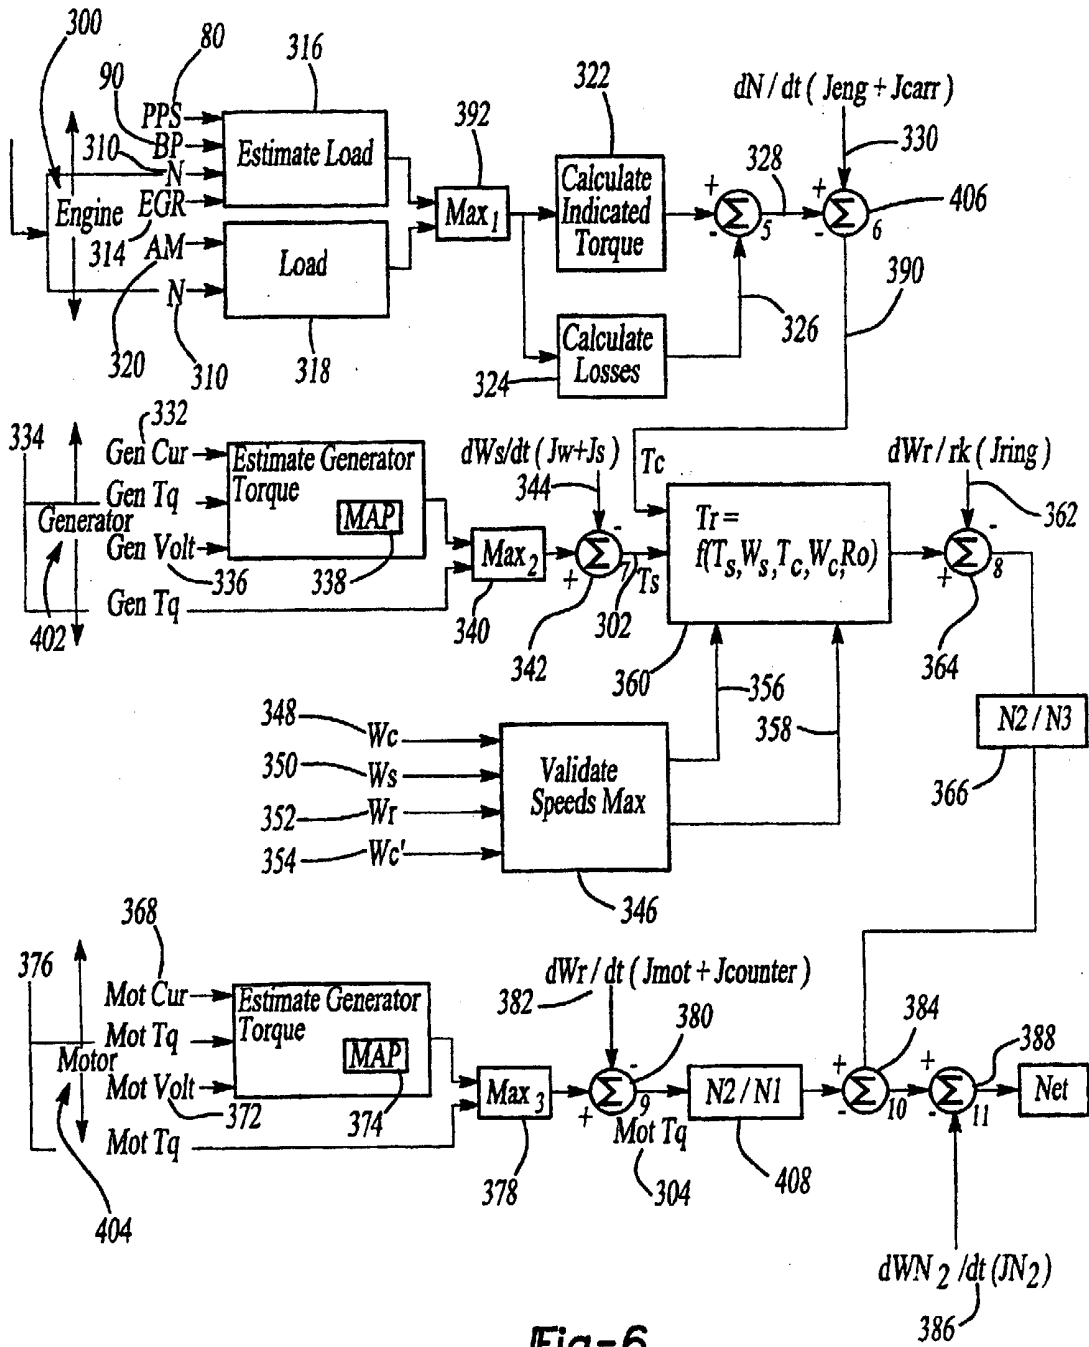 300
80
316
90
PPS
BP
310
N
EGR
Engine
314
AM
N
320
310
Estimate Load
Load
318
392
Max1
322
Calculate
Indicated
Torque
Calculate
Losses
324
+
-
Σ
5
326
328
dN / dt ( Jeng + Jcarr)
330
+
-
Σ
6
406
390
334
332
Gen Cur
Gen Tq
Generator
Gen Volt
336
Gen Tq
402
Estimate Generator
Torque
MAP
338
Max2
340
dWs/dt ( Jw+Js )
344
-
+
Σ
7
342
302
Ts
Tc
Tr =
f(Ts,Ws,Tc,Wc,Ro)
360
356
358
dWr / rk ( Jring )
362
-
+
Σ
8
364
N2 / N3
366
348
Wc
350
Ws
352
Wr
354
Wc'
Validate
Speeds Max
346
368
376
Mot Cur
Mot Tq
Motor
Mot Volt
372
Mot Tq
404
Estimate Generator
Torque
MAP
374
Max3
378
dWr / dt ( Jmot + Jcounter )
382
380
-
+
Σ
9
Mot Tq
304
N2 / N1
408
384
+
-
Σ
10
388
+
-
Σ
11
Net
dWN2 /dt (JN2)
386
Fig-6